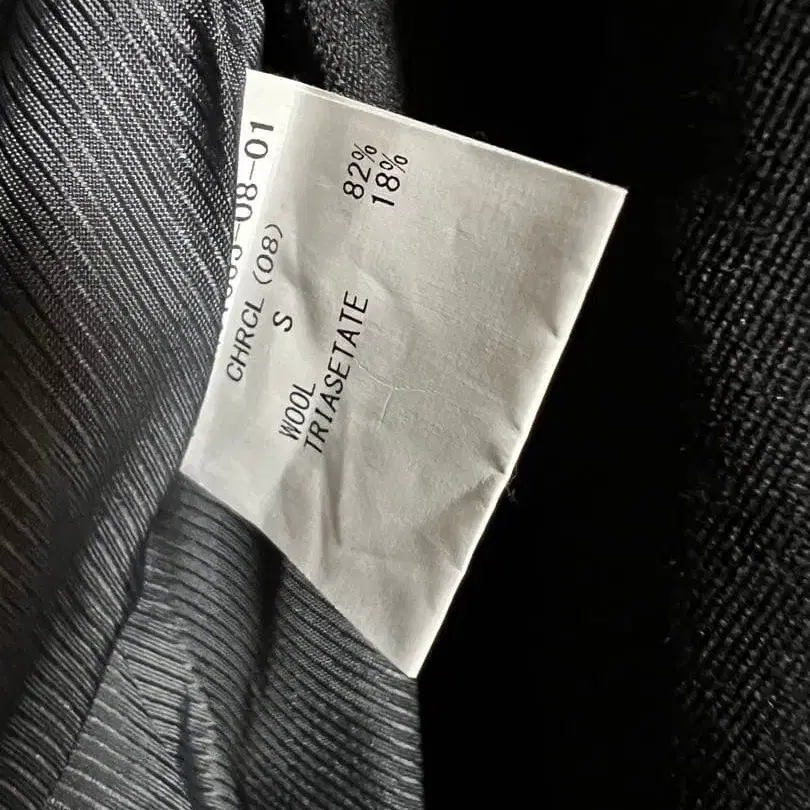 -08-01
CHRCL (08)
S
WOOL 82%
TRIASETATE 18%